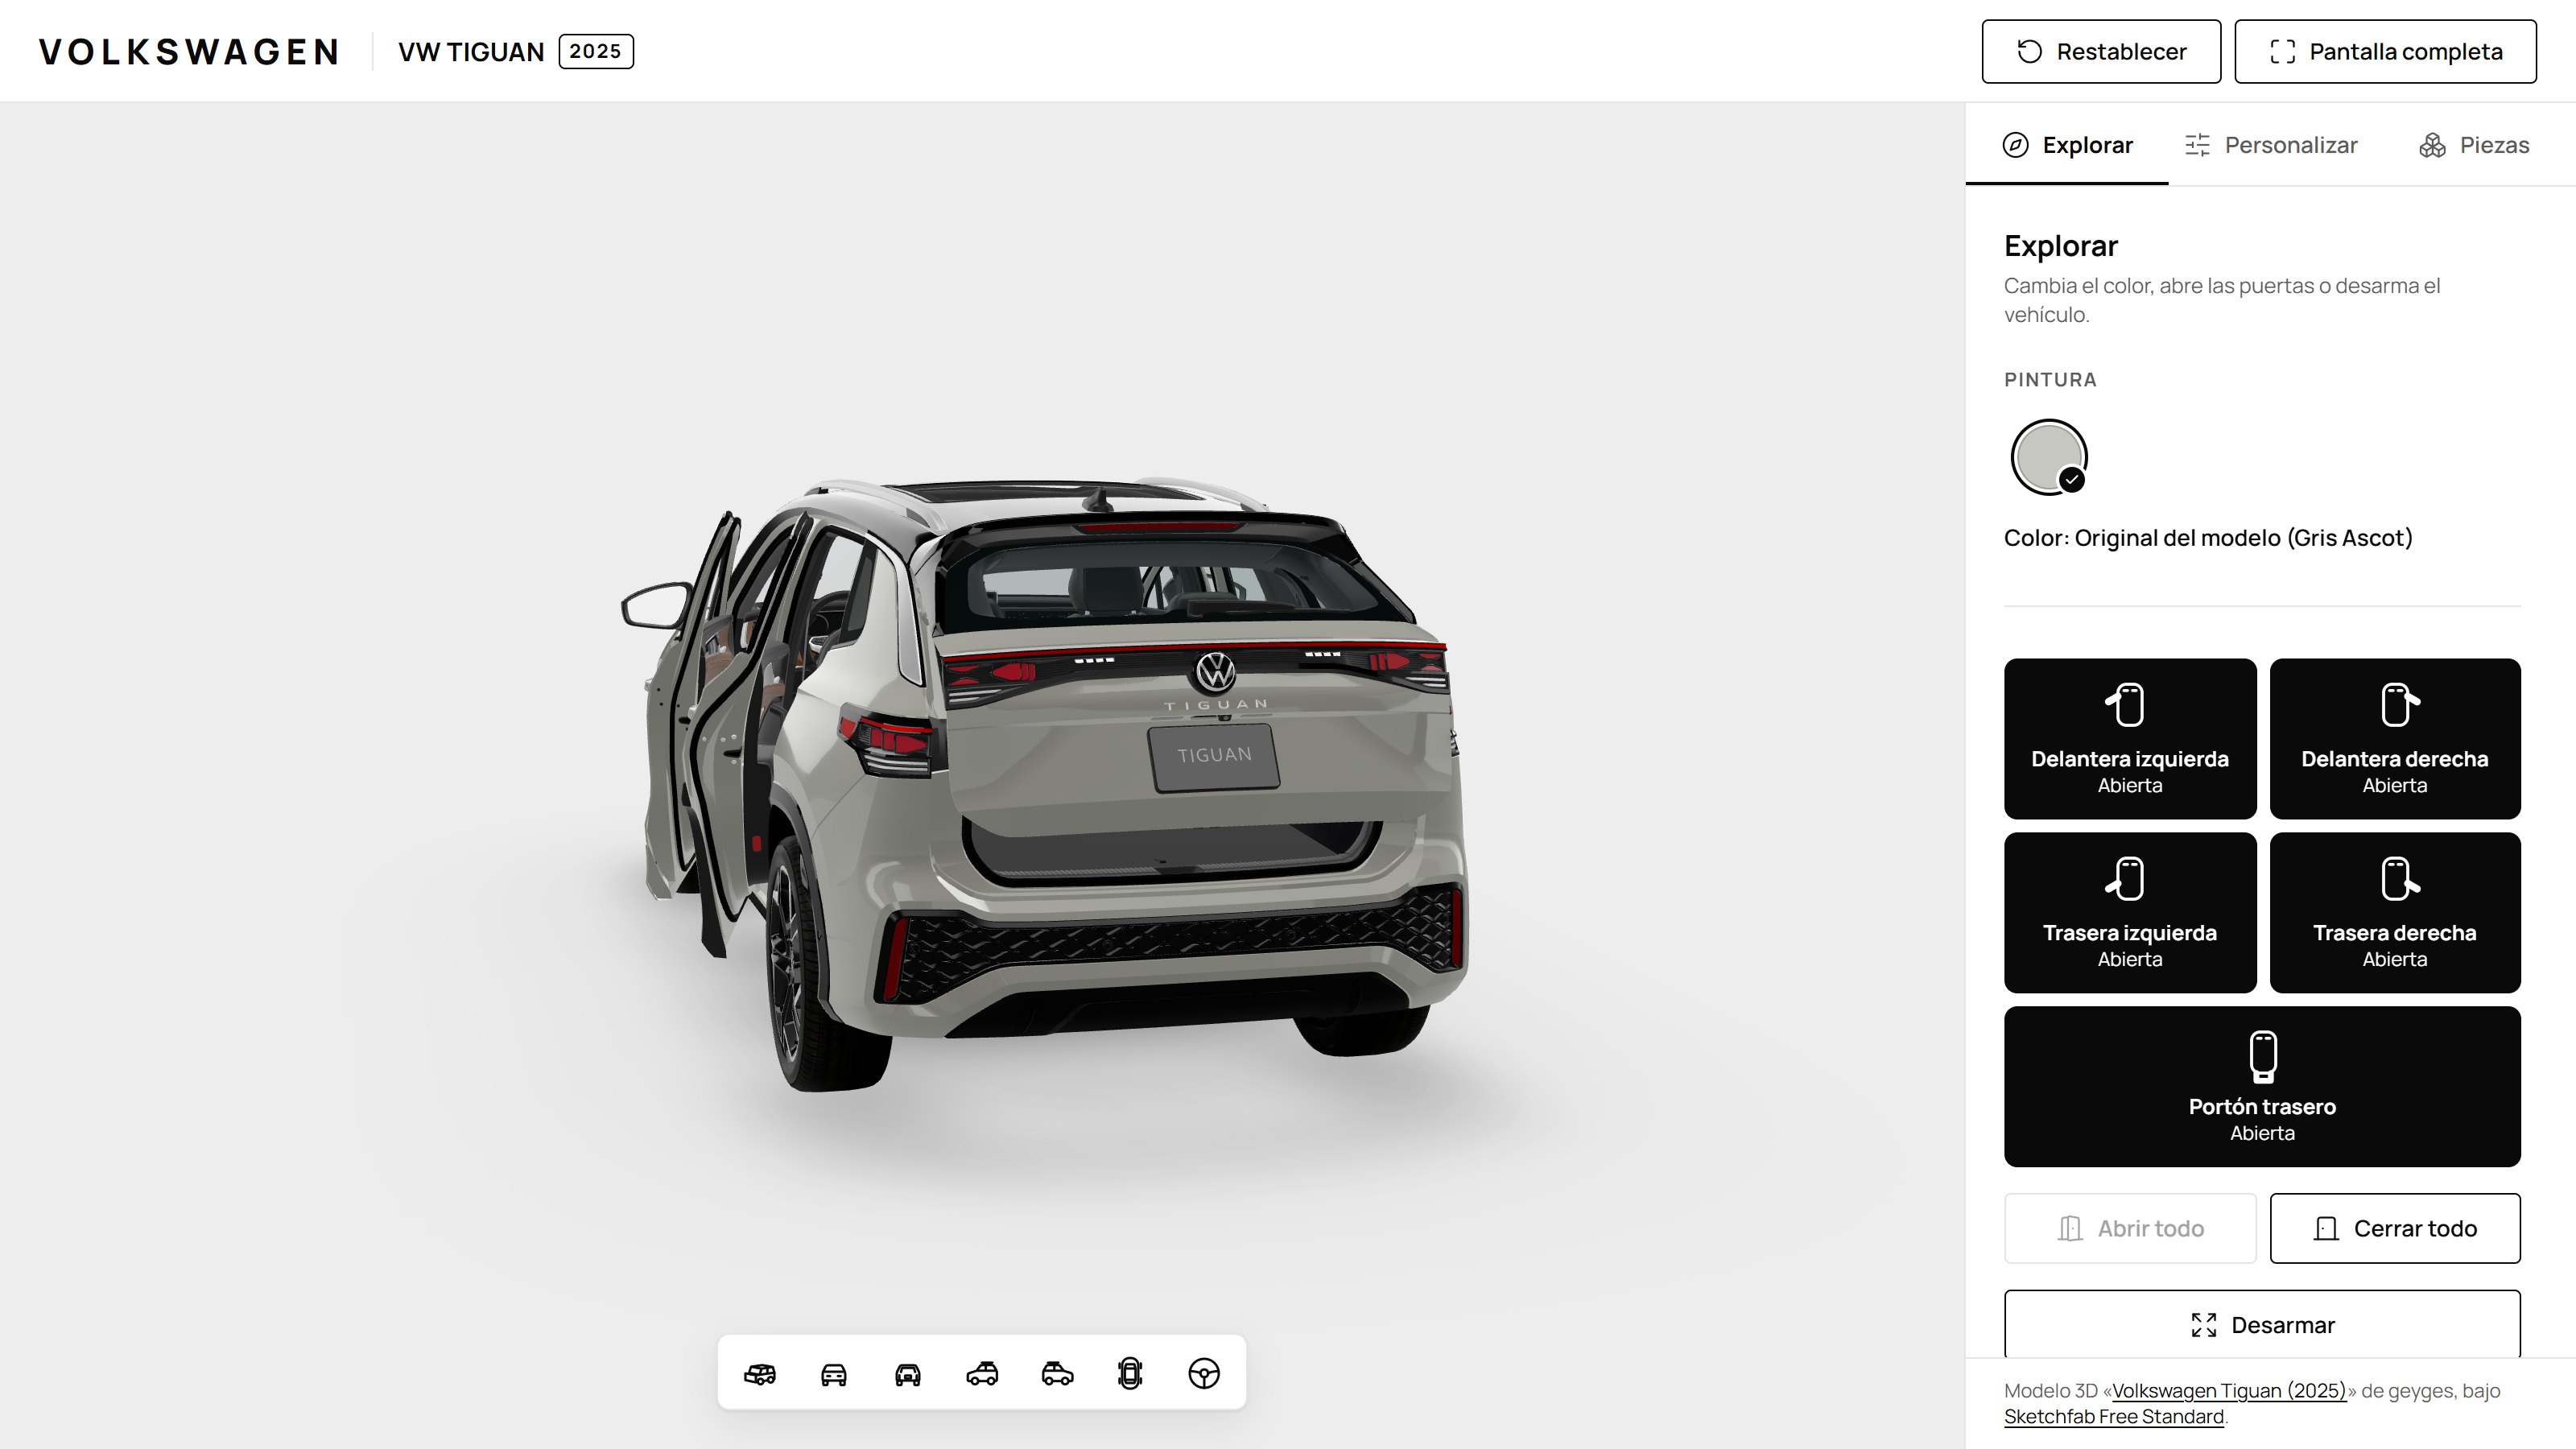 VOLKSWAGEN
VW TIGUAN 2025
Restablecer
Pantalla completa
Explorar
Personalizar
Piezas
Explorar
Cambia el color, abre las puertas o desarma el
vehículo.
PINTURA
Color: Original del modelo (Gris Ascot)
TIGUAN
TIGUAN
Delantera izquierda
Abierta
Delantera derecha
Abierta
Trasera izquierda
Abierta
Trasera derecha
Abierta
Portón trasero
Abierta
Abrir todo
Cerrar todo
Desarmar
Modelo 3D «Volkswagen Tiguan (2025)» de geyges, bajo
Sketchfab Free Standard.